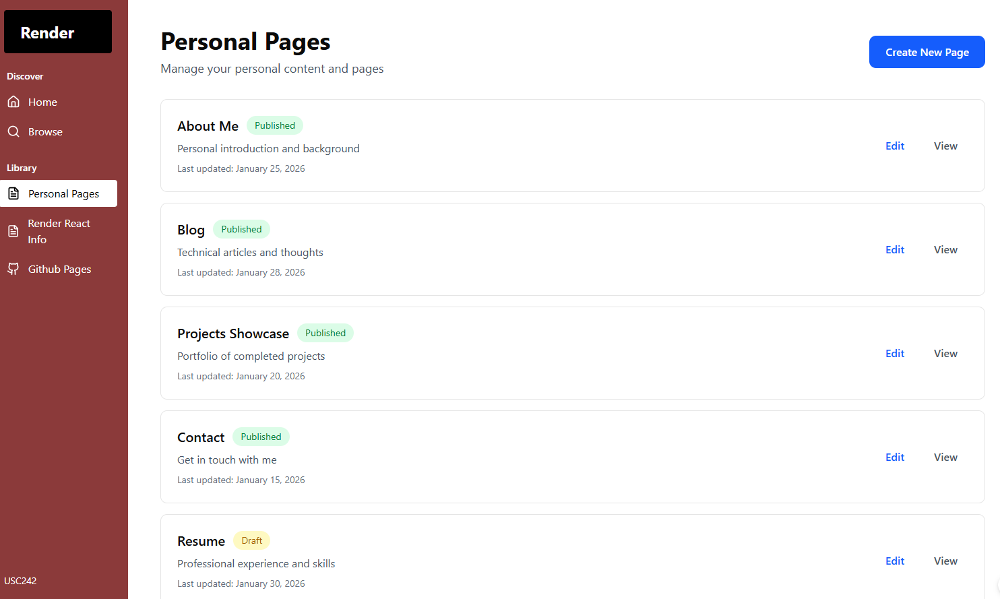 Render
Discover
Home
Browse
Library
Personal Pages
Render React
Info
Github Pages
USC242
Personal Pages
Manage your personal content and pages
Create New Page
About Me Published
Personal introduction and background
Last updated: January 25, 2026
Edit View
Blog Published
Technical articles and thoughts
Last updated: January 28, 2026
Edit View
Projects Showcase Published
Portfolio of completed projects
Last updated: January 20, 2026
Edit View
Contact Published
Get in touch with me
Last updated: January 15, 2026
Edit View
Resume Draft
Professional experience and skills
Last updated: January 30, 2026
Edit View